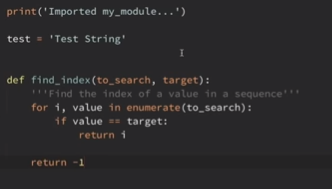 print('Imported my_module...')
test = 'Test String'
def find_index(to_search, target):
    '''Find the index of a value in a sequence'''
    for i, value in enumerate(to_search):
        if value == target:
            return i
    return -1